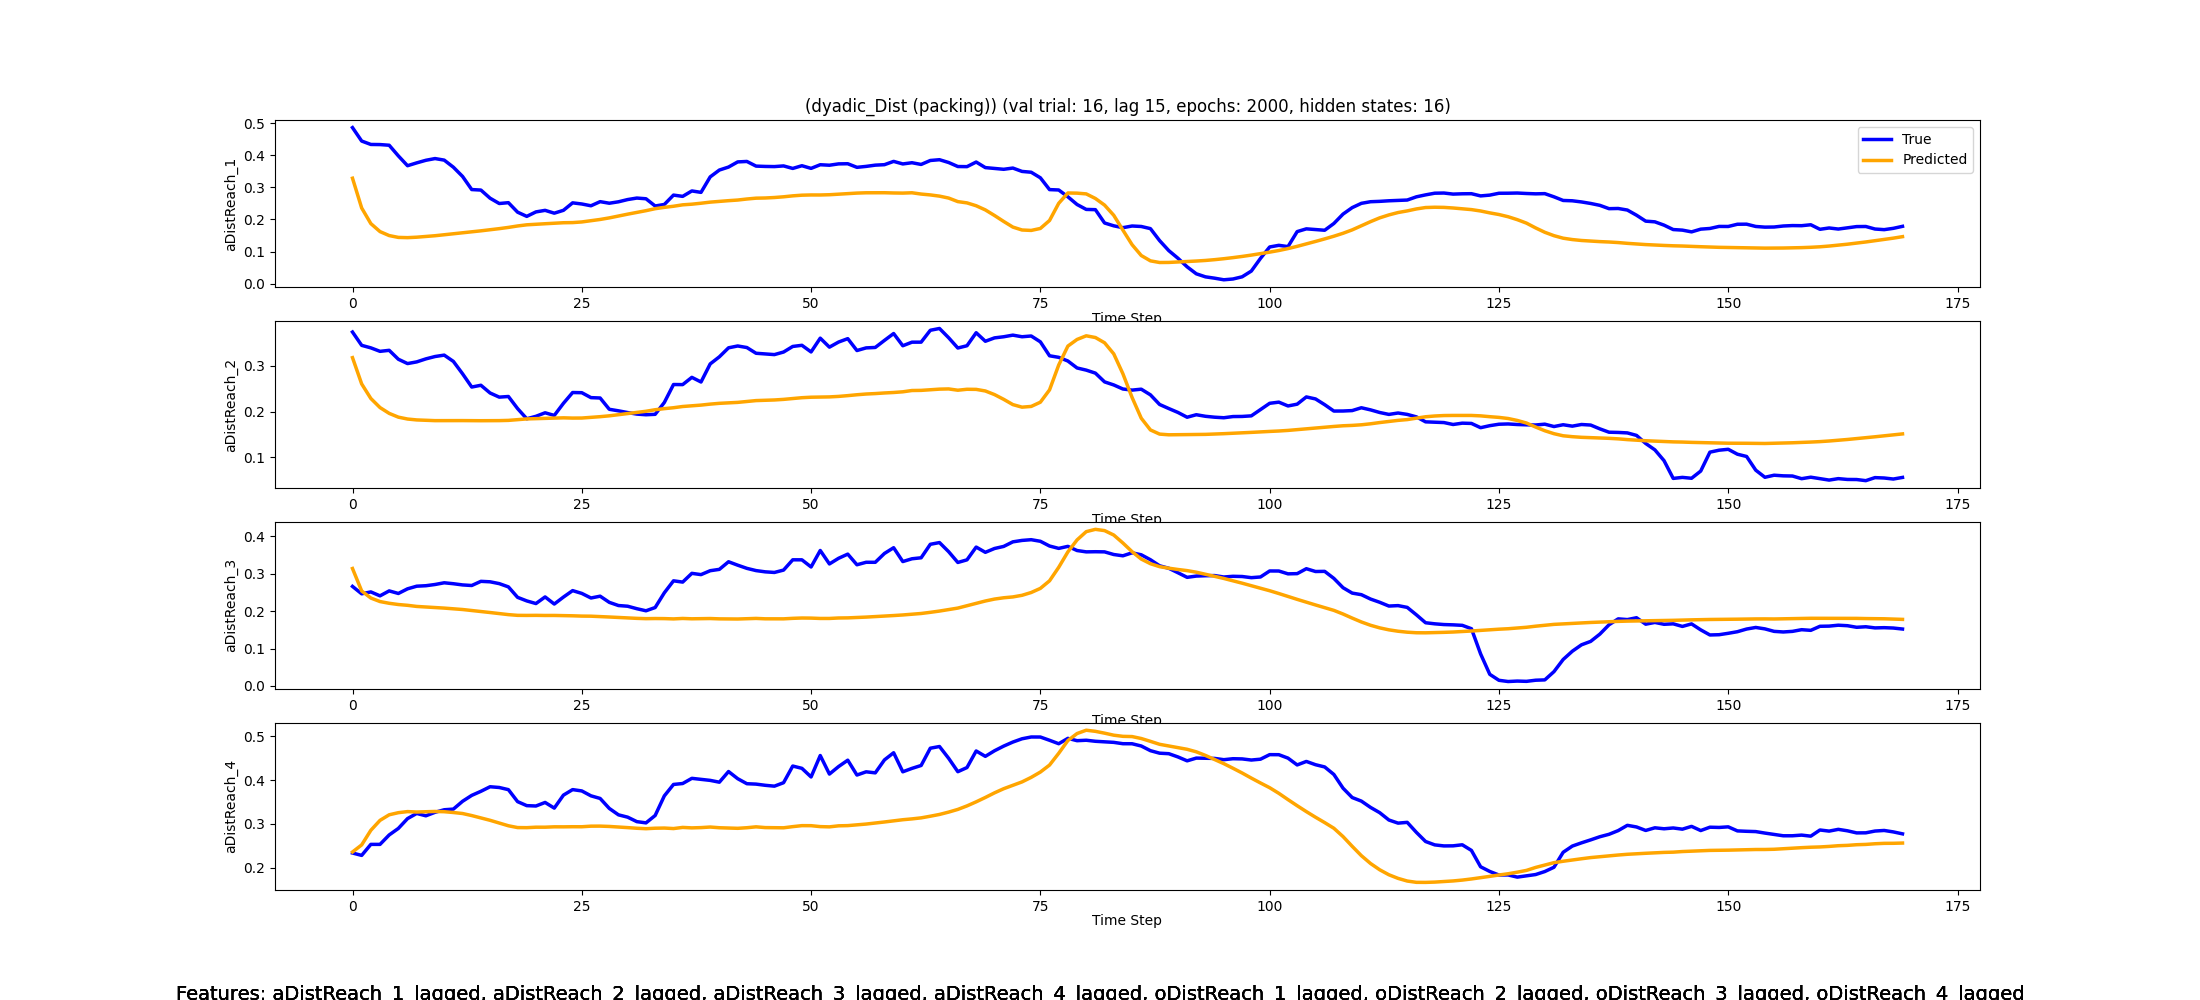 (dyadic_Dist (packing)) (val trial: 16, lag 15, epochs: 2000, hidden states: 16)
True
Predicted
aDistReach_1
0.5
0.4
0.3
0.2
0.1
0.0
0 25 50 75 100 125 150 175
Time Step
aDistReach_2
0.3
0.2
0.1
0 25 50 75 100 125 150 175
Time Step
aDistReach_3
0.4
0.3
0.2
0.1
0.0
0 25 50 75 100 125 150 175
Time Step
aDistReach_4
0.5
0.4
0.3
0.2
0 25 50 75 100 125 150 175
Time Step
Features: aDistReach_1_lagged, aDistReach_2_lagged, aDistReach_3_lagged, aDistReach_4_lagged, oDistReach_1_lagged, oDistReach_2_lagged, oDistReach_3_lagged, oDistReach_4_lagged